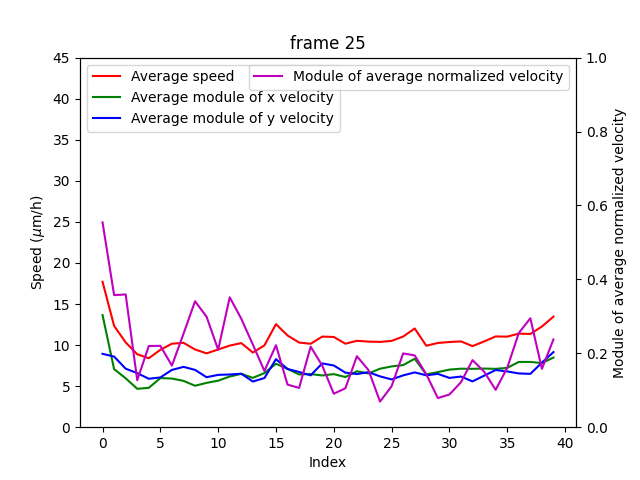 frame 25
Average speed
Average module of x velocity
Average module of y velocity
Module of average normalized velocity
45
40
35
30
25
20
15
10
5
0
1.0
0.8
0.6
0.4
0.2
0.0
Speed (μm/h)
Module of average normalized velocity
0 5 10 15 20 25 30 35 40
Index